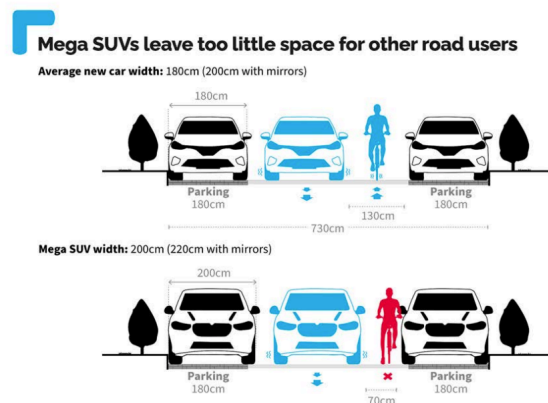 Mega SUVs leave too little space for other road users
Average new car width: 180cm (200cm with mirrors)
180cm
Parking
180cm
130cm
Parking
180cm
730cm
Mega SUV width: 200cm (220cm with mirrors)
200cm
Parking
180cm
70cm
Parking
180cm